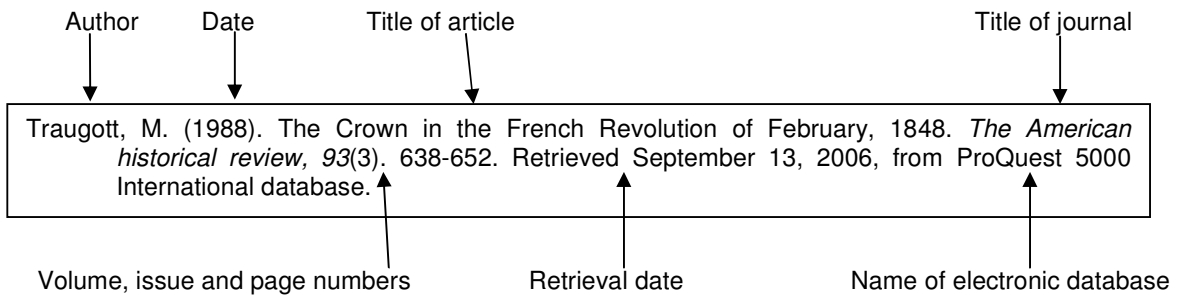 Author Date Title of article Title of journal
Traugott, M. (1988). The Crown in the French Revolution of February, 1848. The American
historical review, 93(3). 638-652. Retrieved September 13, 2006, from ProQuest 5000
International database.
Volume, issue and page numbers Retrieval date Name of electronic database